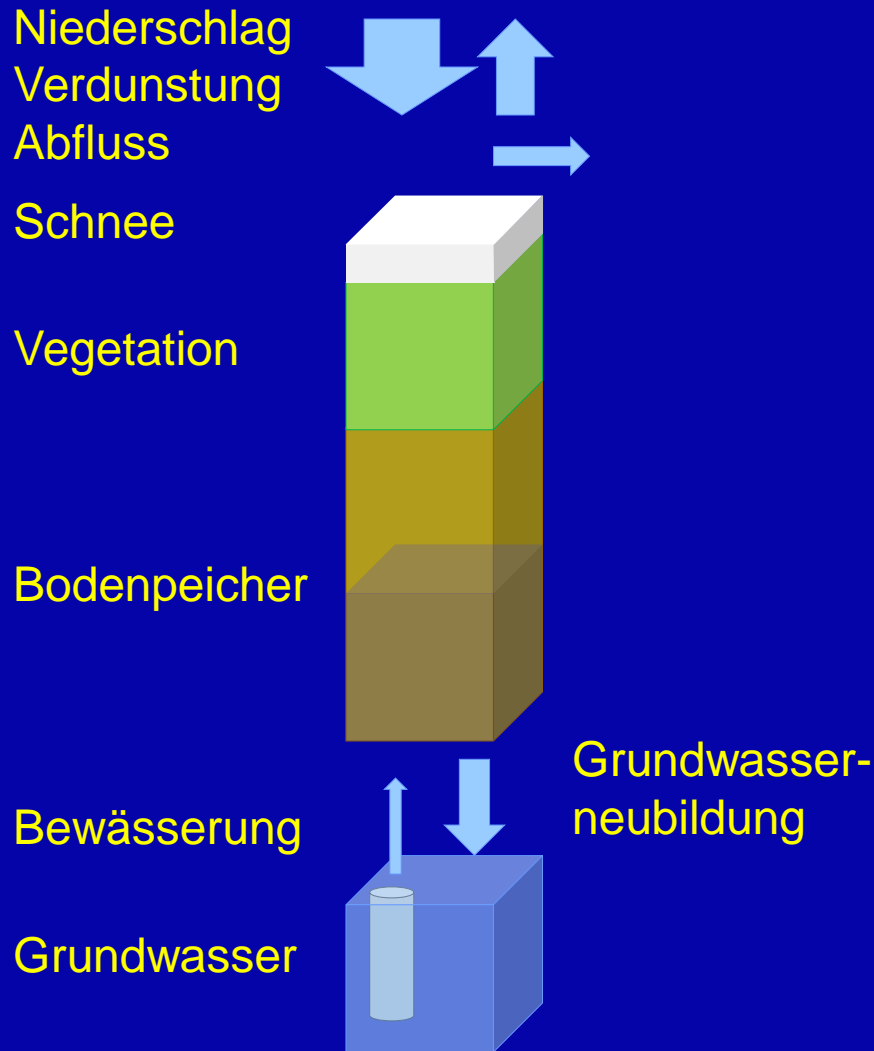 Niederschlag
Verdunstung
Abfluss
Schnee
Vegetation
Bodenpeicher
Grundwasser-
neubildung
Bewässerung
Grundwasser